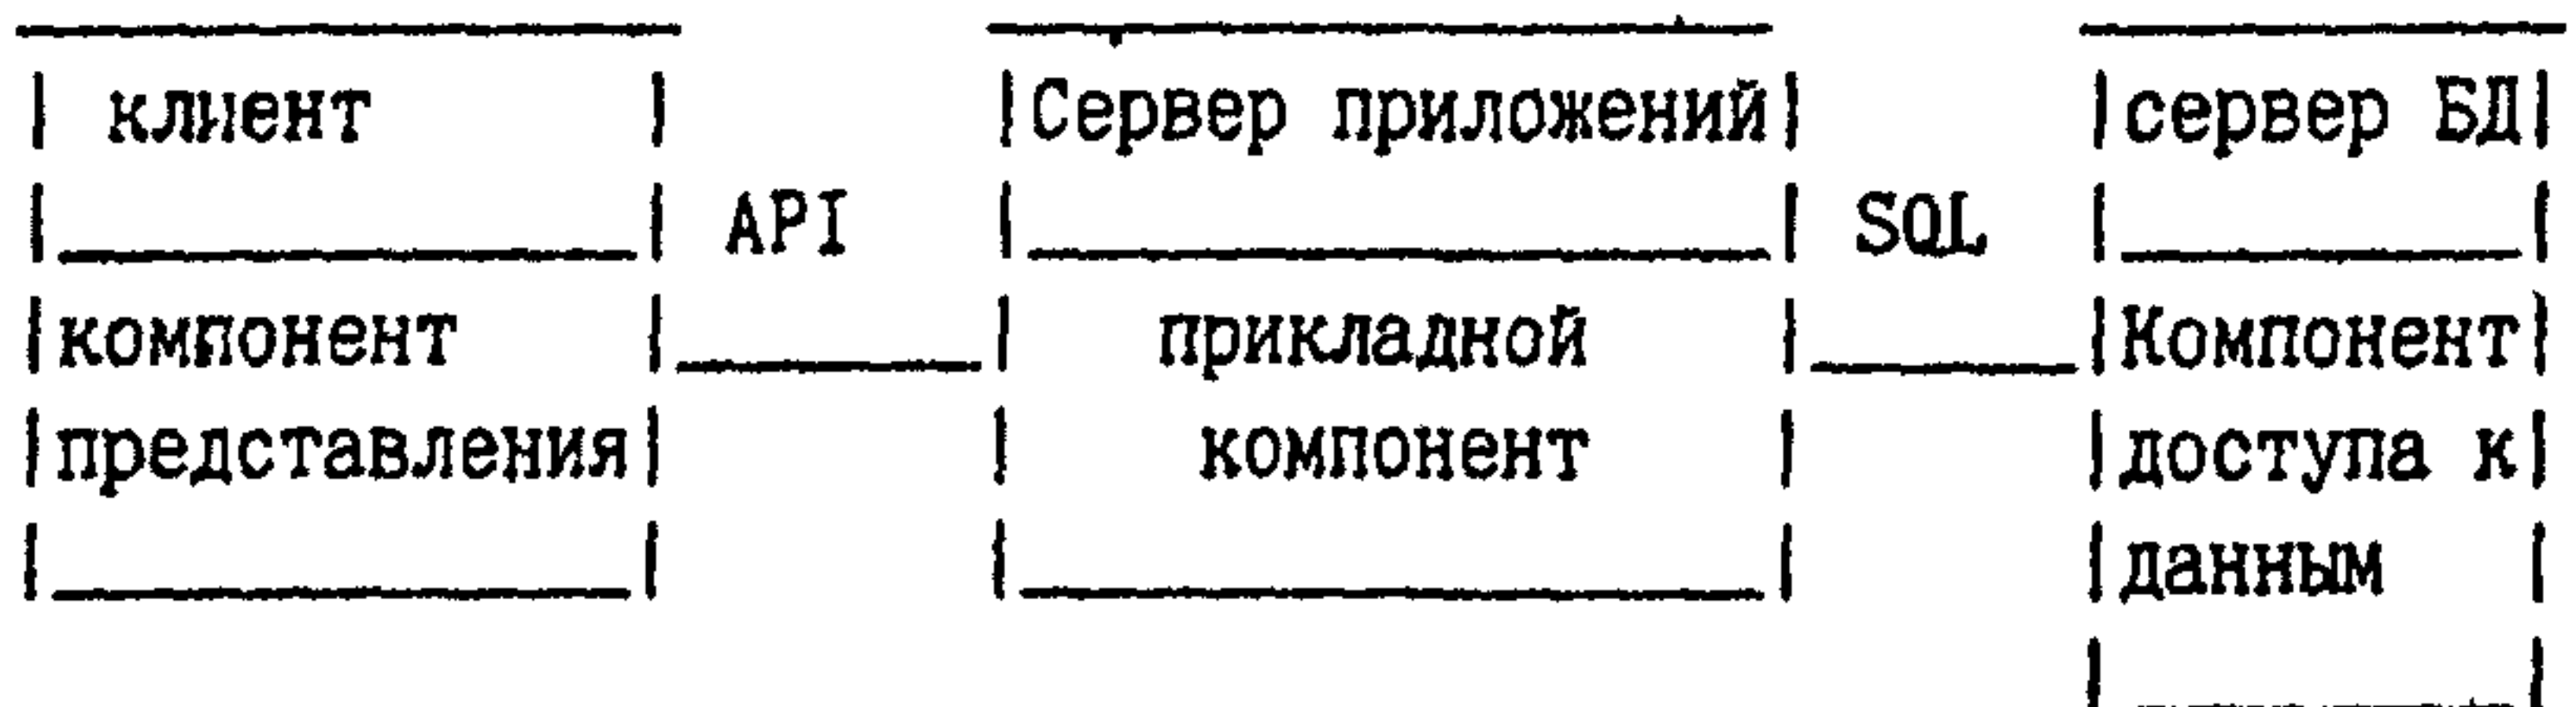 клиент Сервер приложений сервер БД
API SQL
компонент прикладной Компонент
представления компонент доступа к
данным